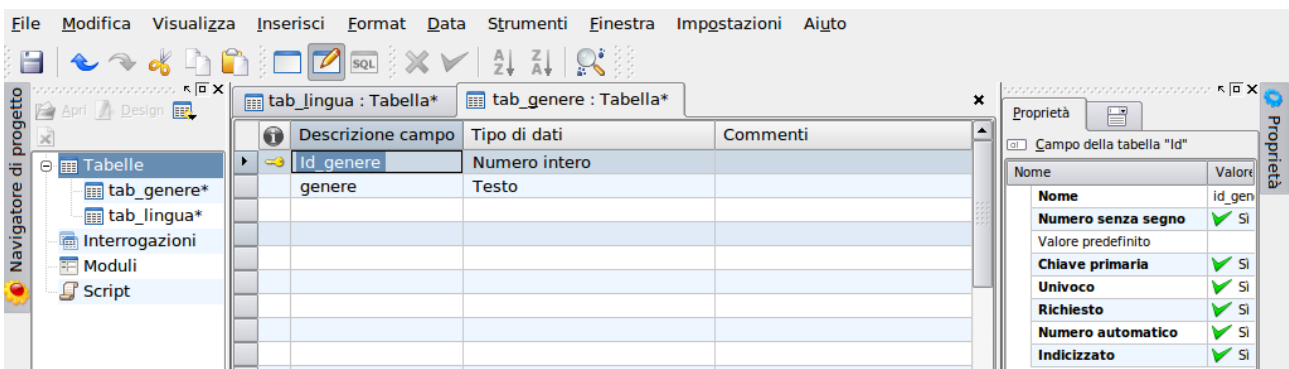 File Modifica Visualizza Inserisci Format Data Strumenti Finestra Impostazioni Aiuto
SQL A Z Z A
Navigatore di progetto
Apri Design
Tabelle
tab_genere*
tab_lingua*
Interrogazioni
Moduli
Script
tab_lingua : Tabella* tab_genere : Tabella*
Descrizione campo Tipo di dati Commenti
Id_genere Numero intero
genere Testo
Proprietà
Campo della tabella "Id"
Nome Valore
Nome id_gen
Numero senza segno Sì
Valore predefinito
Chiave primaria Sì
Univoco Sì
Richiesto Sì
Numero automatico Sì
Indicizzato Sì
Proprietà